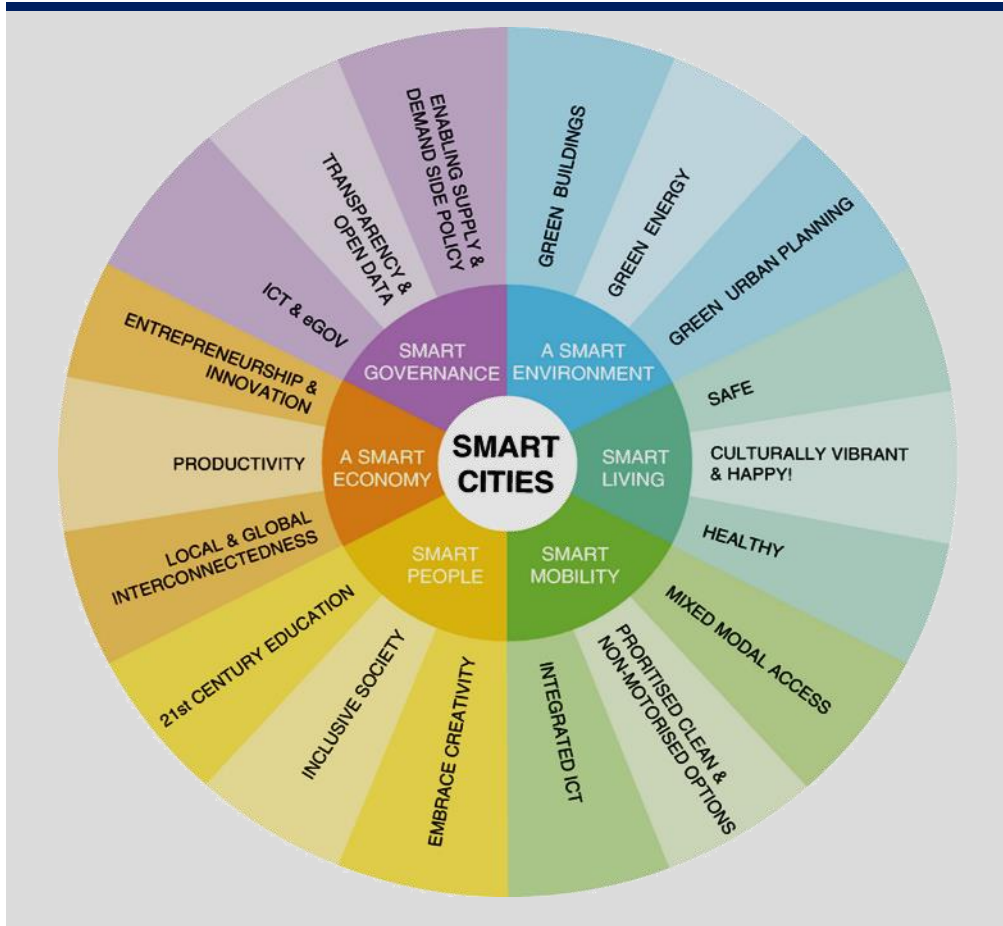 SMART
CITIES
A SMART
ENVIRONMENT
GREEN BUILDINGS
GREEN ENERGY
GREEN URBAN PLANNING
SMART
LIVING
SAFE
CULTURALLY VIBRANT
& HAPPY!
HEALTHY
SMART
MOBILITY
MIXED MODAL ACCESS
PRORITISED CLEAN &
NON-MOTORISED OPTIONS
INTEGRATED ICT
SMART
PEOPLE
EMBRACE CREATIVITY
INCLUSIVE SOCIETY
21st CENTURY EDUCATION
A SMART
ECONOMY
LOCAL & GLOBAL
INTERCONNECTEDNESS
PRODUCTIVITY
ENTREPRENEURSHIP &
INNOVATION
SMART
GOVERNANCE
ICT & eGOV
TRANSPARENCY &
OPEN DATA
ENABLING SUPPLY &
DEMAND SIDE POLICY